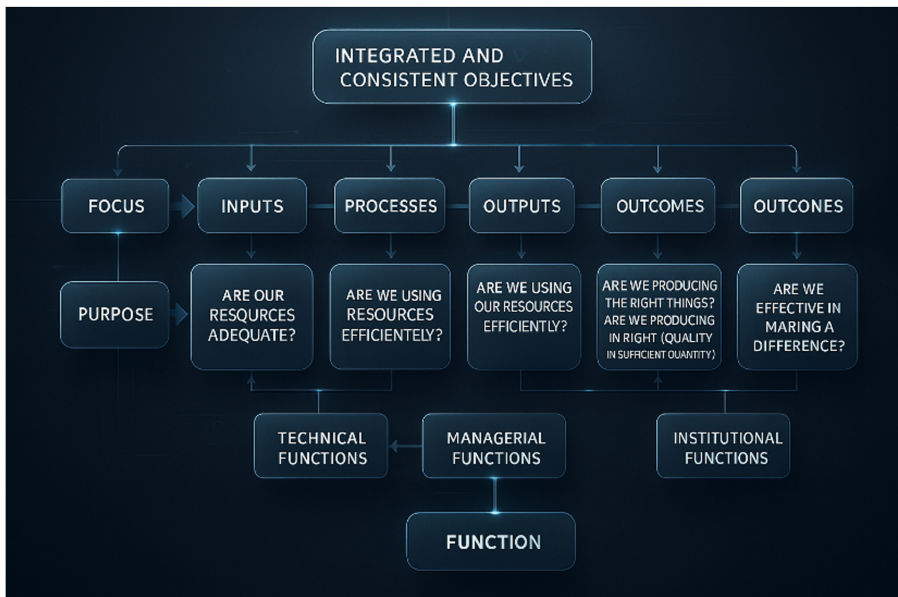 INTEGRATED AND
CONSISTENT OBJECTIVES
FOCUS
INPUTS
PROCESSES
OUTPUTS
OUTCOMES
OUTCONES
PURPOSE
ARE OUR
RESQURCES
ADEQUATE?
ARE WE USING
RESOURCES
EFFICIENTELY?
ARE WE USING
OUR RESOURCES
EFFICIENTLY?
ARE WE PRODUCING
THE RIGHT THINGS?
ARE WE PRODUCING
IN RIGHT (QUALITY
IN SUFFICIENT QUANTITY)
ARE WE
EFFECTIVE IN
MARING A
DIFFERENCE?
TECHNICAL
FUNCTIONS
MANAGERIAL
FUNCTIONS
INSTITUTIONAL
FUNCTIONS
FUNCTION